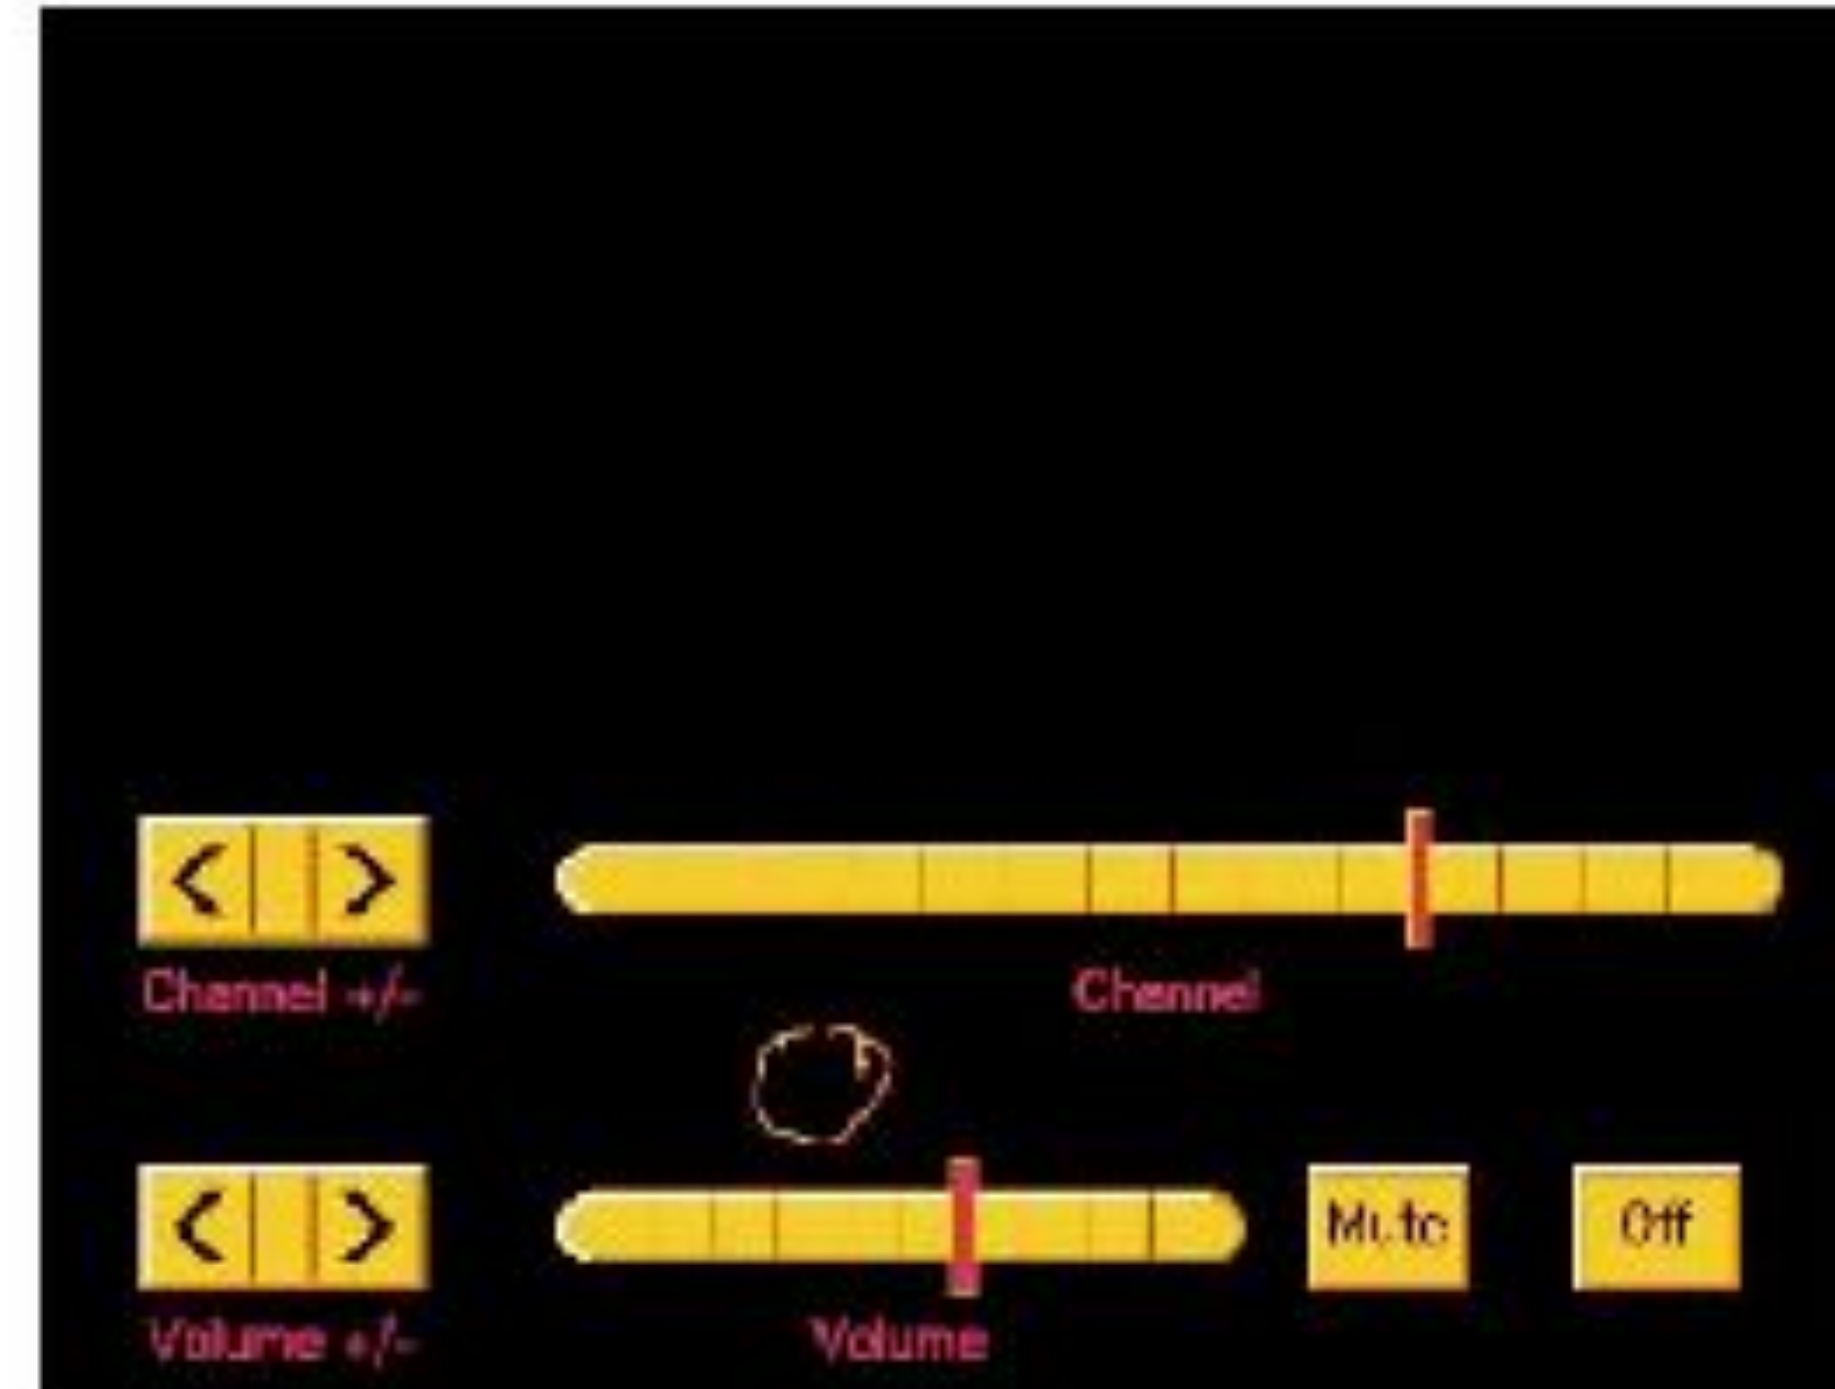 < >
Channel +/-
Channel
< >
Mute
Off
Volume +/-
Volume